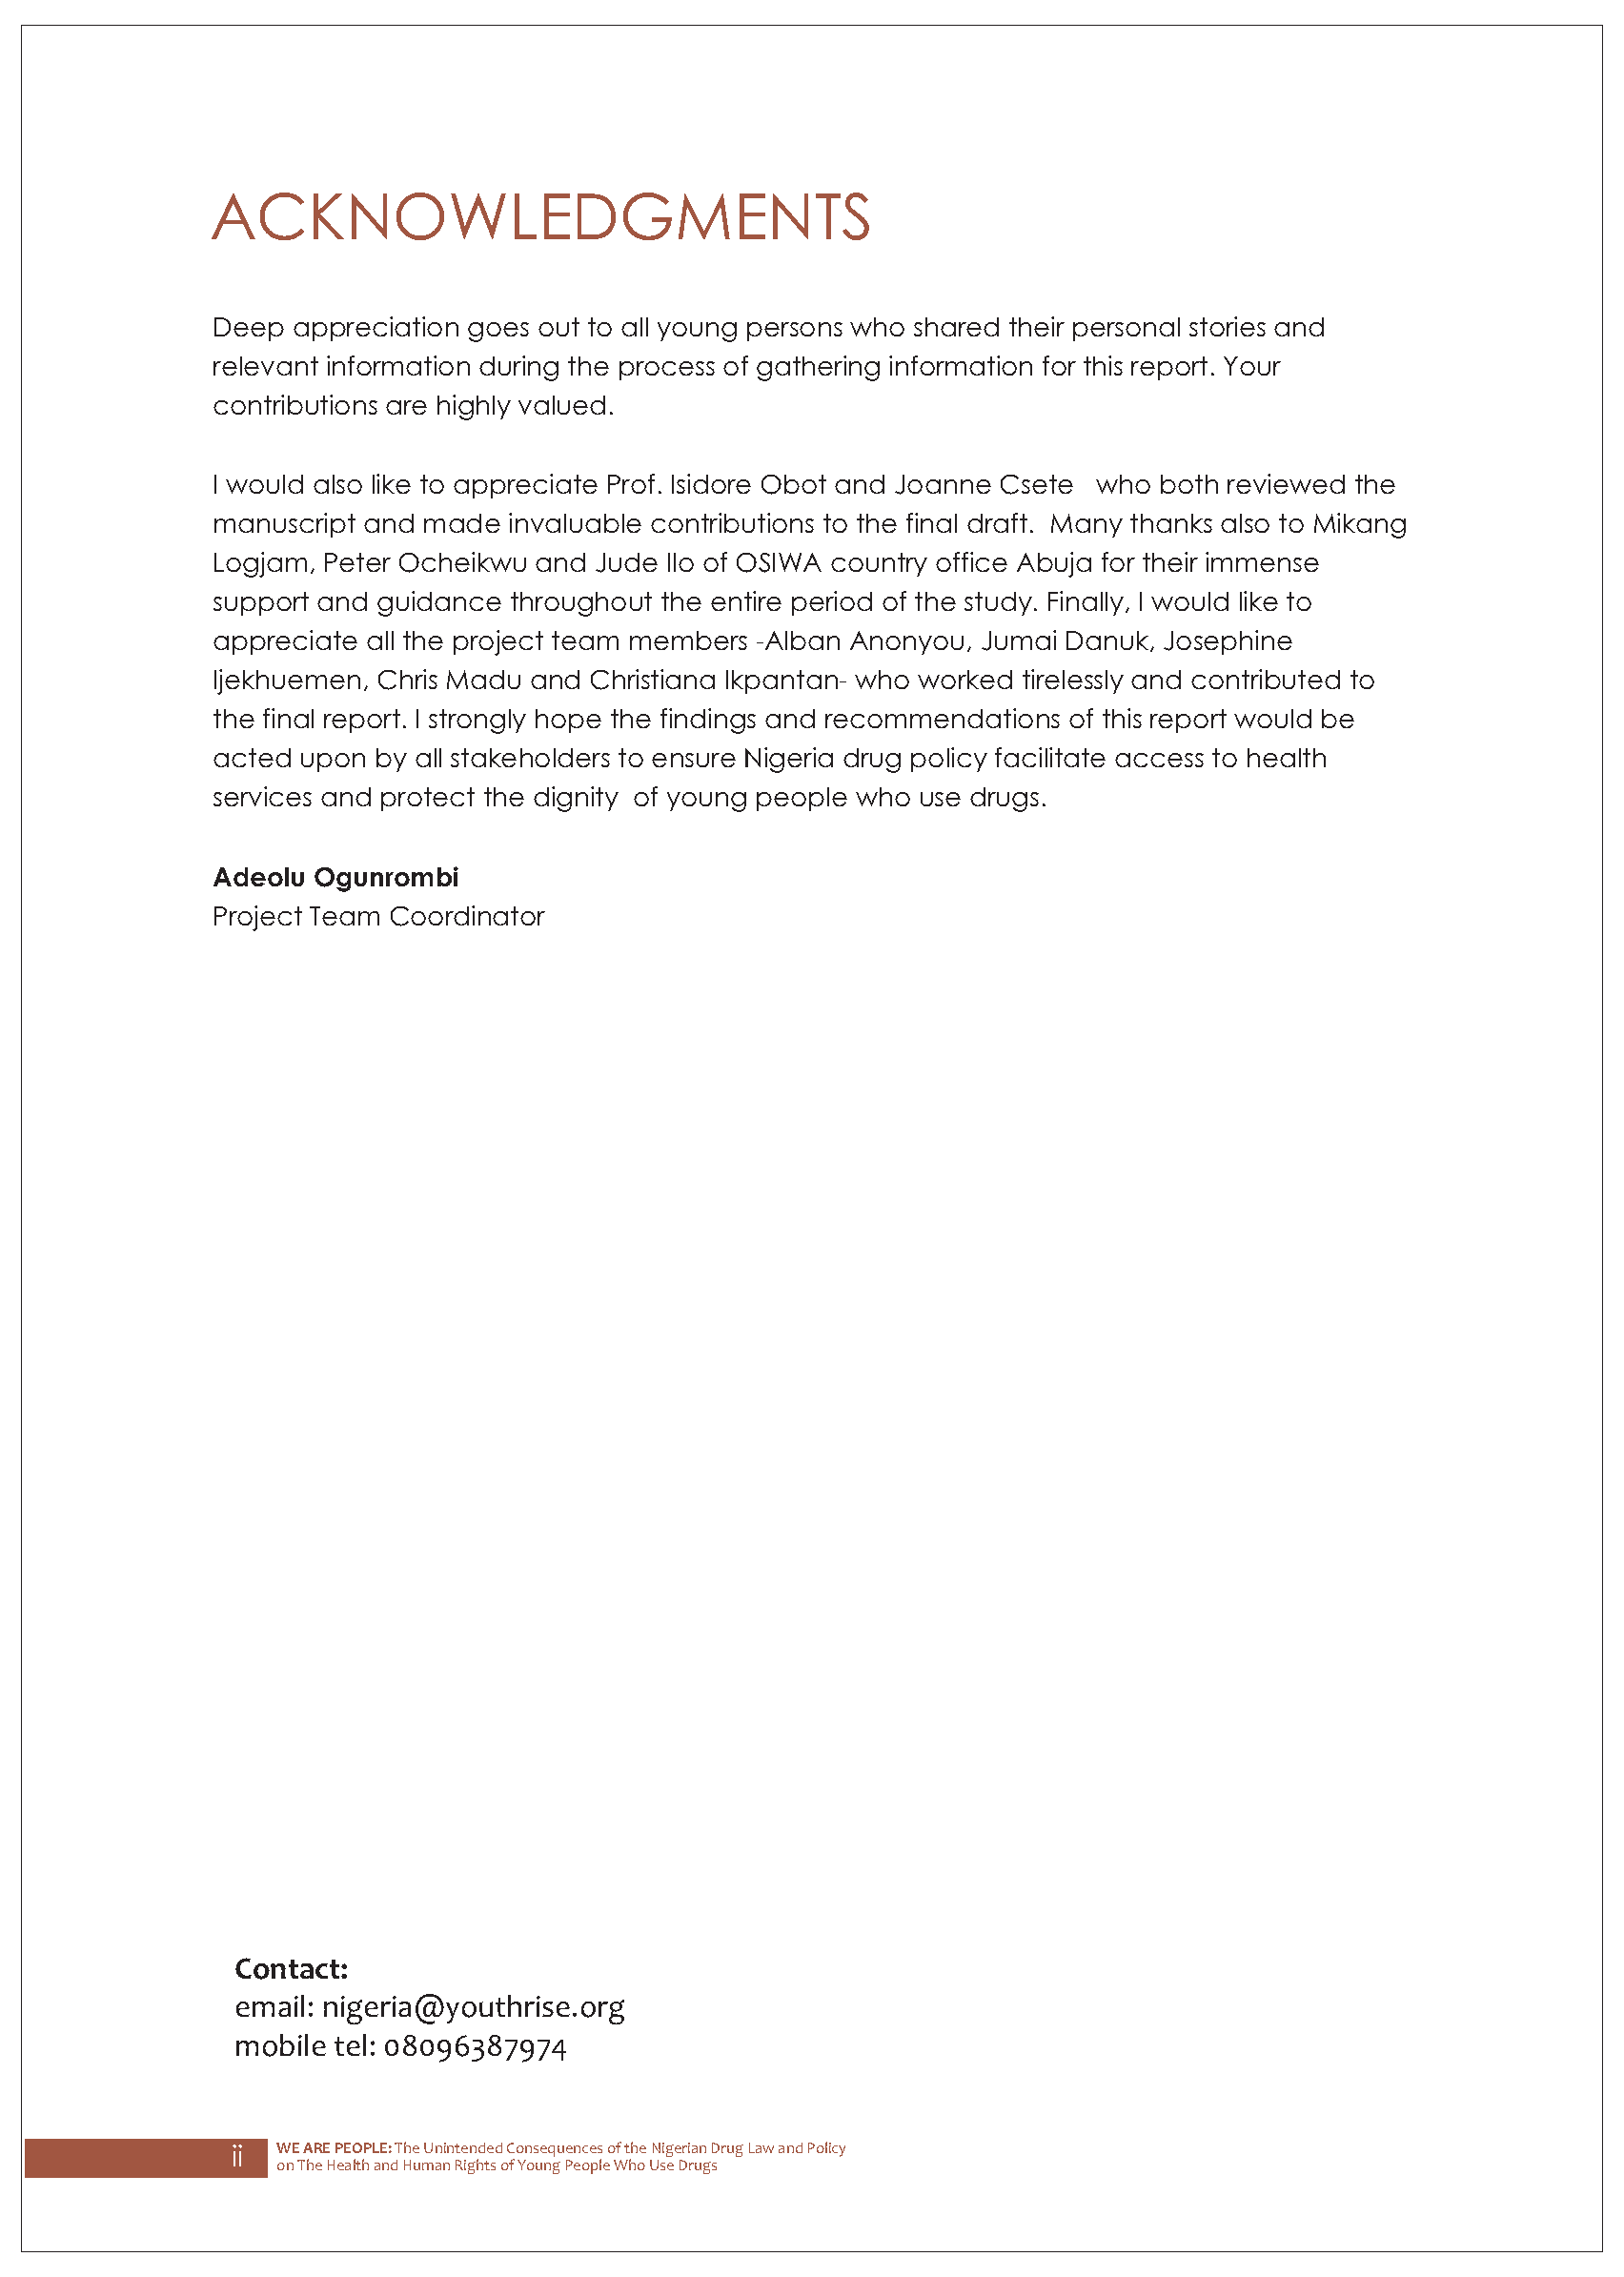 ACKNOWLEDGMENTS
Deep appreciation goes out to all young persons who shared their personal stories and
relevant information during the process of gathering information for this report. Your
contributions are highly valued.
I would also like to appreciate Prof. Isidore Obot and Joanne Csete who both reviewed the
manuscript and made invaluable contributions to the final draft. Many thanks also to Mikang
Logjam, Peter Ocheikwu and Jude Ilo of OSIWA country office Abuja for their immense
support and guidance throughout the entire period of the study. Finally, I would like to
appreciate all the project team members -Alban Anonyou, Jumai Danuk, Josephine
Ijekhuemen, Chris Madu and Christiana Ikpantan- who worked tirelessly and contributed to
the final report. I strongly hope the findings and recommendations of this report would be
acted upon by all stakeholders to ensure Nigeria drug policy facilitate access to health
services and protect the dignity of young people who use drugs.
Adeolu Ogunrombi
Project Team Coordinator
Contact:
email: nigeria@youthrise.org
mobile tel: 08096387974
ii
WE ARE PEOPLE: The Unintended Consequences of the Nigerian Drug Law and Policy
on The Health and Human Rights of Young People Who Use Drugs